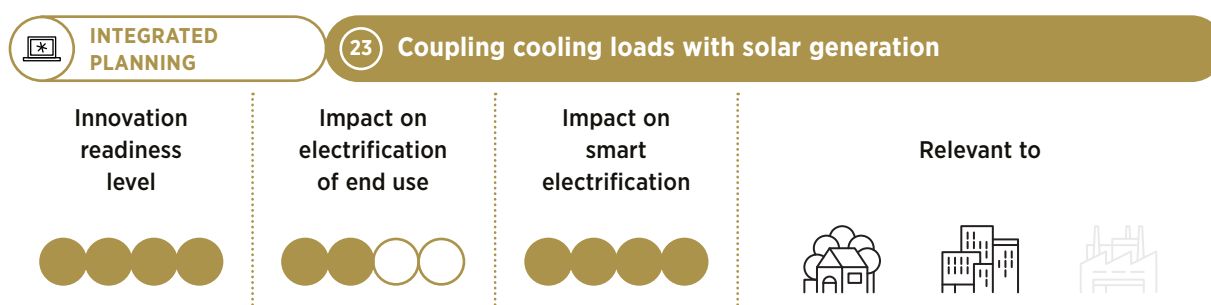 INTEGRATED
PLANNING
23 Coupling cooling loads with solar generation
Innovation
readiness
level
Impact on
electrification
of end use
Impact on
smart
electrification
Relevant to